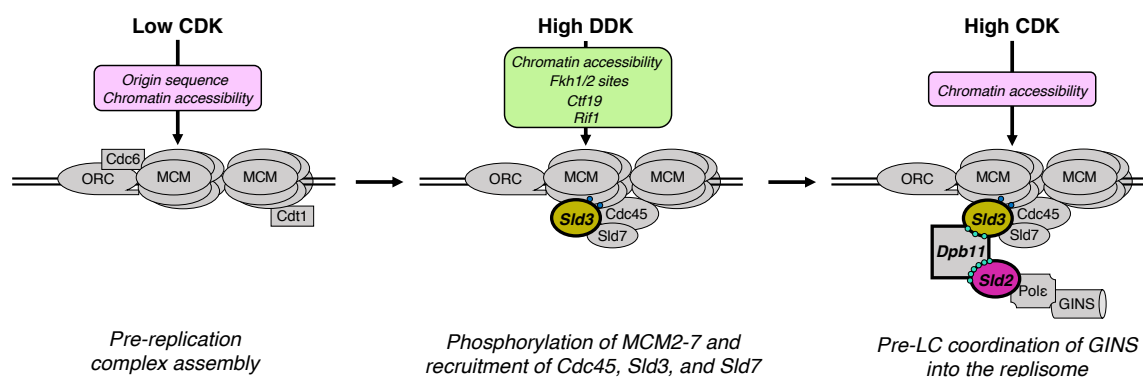 Low CDK
Origin sequence
Chromatin accessibility
Cdc6
ORC
MCM
MCM
Cdt1
Pre-replication
complex assembly
High DDK
Chromatin accessibility
Fkh1/2 sites
Ctf19
Rif1
ORC
MCM
MCM
Sld3
Cdc45
Sld7
Phosphorylation of MCM2-7 and
recruitment of Cdc45, Sld3, and Sld7
High CDK
Chromatin accessibility
ORC
MCM
MCM
Sld3
Cdc45
Sld7
Dpb11
Sld2
Polε
GINS
Pre-LC coordination of GINS
into the replisome